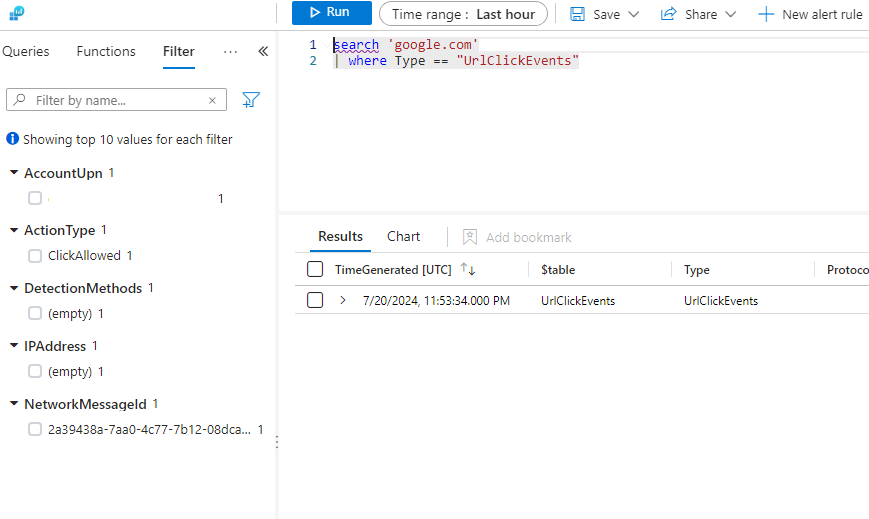 Run
Time range : Last hour
Save
Share
New alert rule
Queries
Functions
Filter
...
1 search 'google.com'
2 | where Type == "UrlClickEvents"
Filter by name...
Showing top 10 values for each filter
AccountUpn 1
1
ActionType 1
ClickAllowed 1
DetectionMethods 1
(empty) 1
IPAddress 1
(empty) 1
NetworkMessageId 1
2a39438a-7aa0-4c77-7b12-08dca... 1
Results
Chart
Add bookmark
TimeGenerated [UTC] $table Type Protoco
7/20/2024, 11:53:34.000 PM UrlClickEvents UrlClickEvents